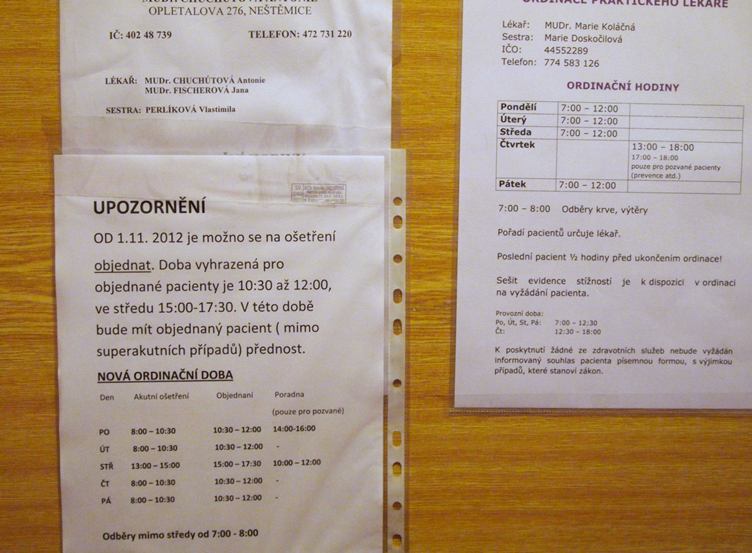 OPLETALOVA 276, NEŠTĚMICE
IČ: 402 48 739 TELEFON: 472 731 220
LÉKAŘ: MUDr. CHUCHÚTOVÁ Antonie
MUDr. FISCHEROVÁ Jana
SESTRA: PERLÍKOVÁ Vlastimila
UPOZORNĚNÍ
OD 1.11. 2012 je možno se na ošetření
objednat. Doba vyhrazená pro
objednané pacienty je 10:30 až 12:00,
ve středu 15:00-17:30. V této době
bude mít objednaný pacient ( mimo
superakutních případů) přednost.
NOVÁ ORDINAČNÍ DOBA
Den Akutní ošetření Objednaní Poradna
(pouze pro pozvané)
PO 8:00 – 10:30 10:30 – 12:00 14:00-16:00
ÚT 8:00 – 10:30 10:30 – 12:00 -
STŘ 13:00 – 15:00 15:00 – 17:30 10:00 – 12:00
ČT 8:00 – 10:30 10:30 – 12:00 -
PÁ 8:00 – 10:30 10:30 – 12:00 -
Odběry mimo středy od 7:00 - 8:00
ORDINACE PRAKTICKÉHO LÉKAŘE
Lékař: MUDr. Marie Koláčná
Sestra: Marie Doskočilová
IČO: 44552289
Telefon: 774 583 126
ORDINAČNÍ HODINY
Pondělí 7:00 – 12:00
Úterý 7:00 – 12:00
Středa 7:00 – 12:00
Čtvrtek 13:00 – 18:00
17:00 – 18:00
pouze pro pozvané pacienty
(prevence atd.)
Pátek 7:00 – 12:00
7:00 – 8:00 Odběry krve, výtěry
Pořadí pacientů určuje lékař.
Poslední pacient ½ hodiny před ukončením ordinace!
Sešit evidence stížností je k dispozici v ordinaci
na vyžádání pacienta.
Provozní doba:
Po, Út, St, Pá: 7:00 – 12:30
Čt: 12:30 – 18:00
K poskytnutí žádné ze zdravotních služeb nebude vyžádán
informovaný souhlas pacienta písemnou formou, s výjimkou
případů, které stanoví zákon.